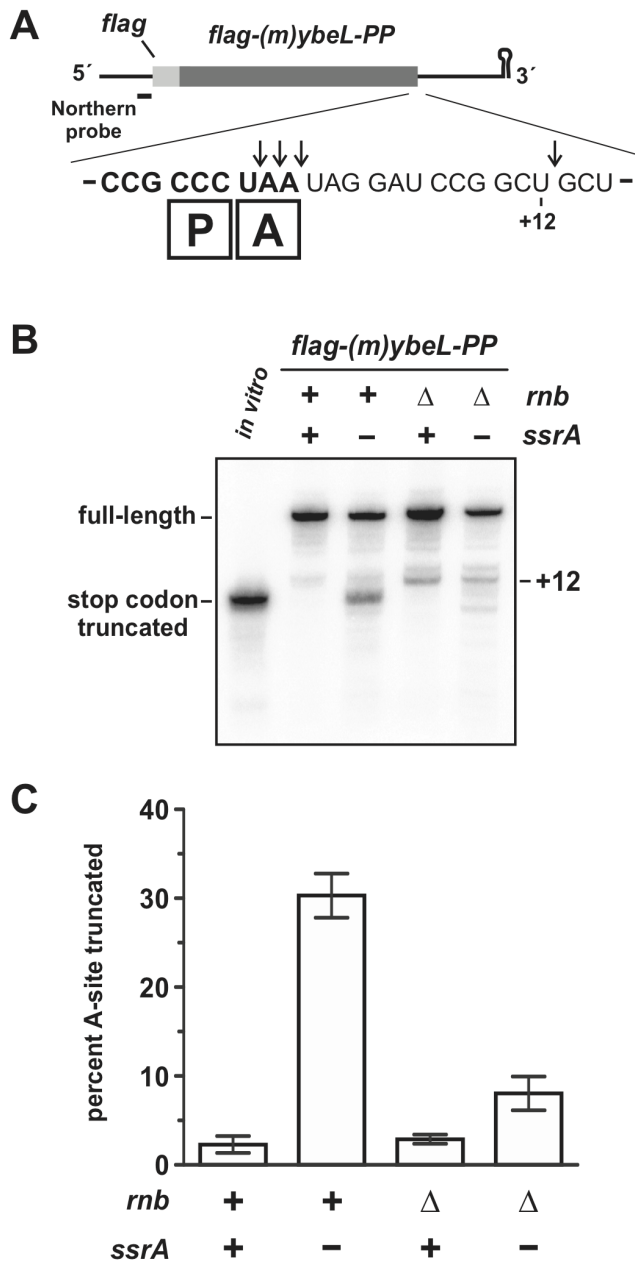 A
flag
flag-(m)ybeL-PP
5´
3´
Northern
probe
–CCG CCC UAA UAG GAU CCG GCU GCU–
P A
+12
B
flag-(m)ybeL-PP
in vitro
+ + Δ Δ rnb
+ – + – ssrA
full-length –
– +12
stop codon –
truncated
C
percent A-site truncated
40
30
20
10
0
rnb + + Δ Δ
ssrA + – + –